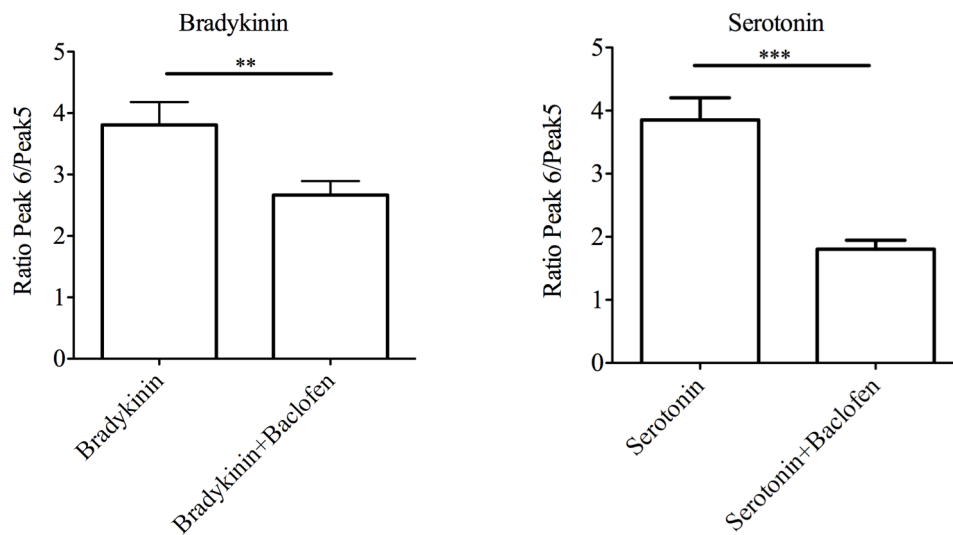 Bradykinin
**
Ratio Peak 6/Peak5
5
4
3
2
1
0
Bradykinin
Bradykinin+Baclofen
Serotonin
***
Ratio Peak 6/Peak5
5
4
3
2
1
0
Serotonin
Serotonin+Baclofen